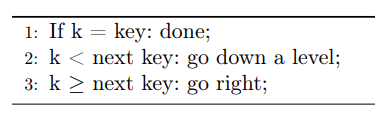 1: If k = key: done;
2: k < next key: go down a level;
3: k ≥ next key: go right;